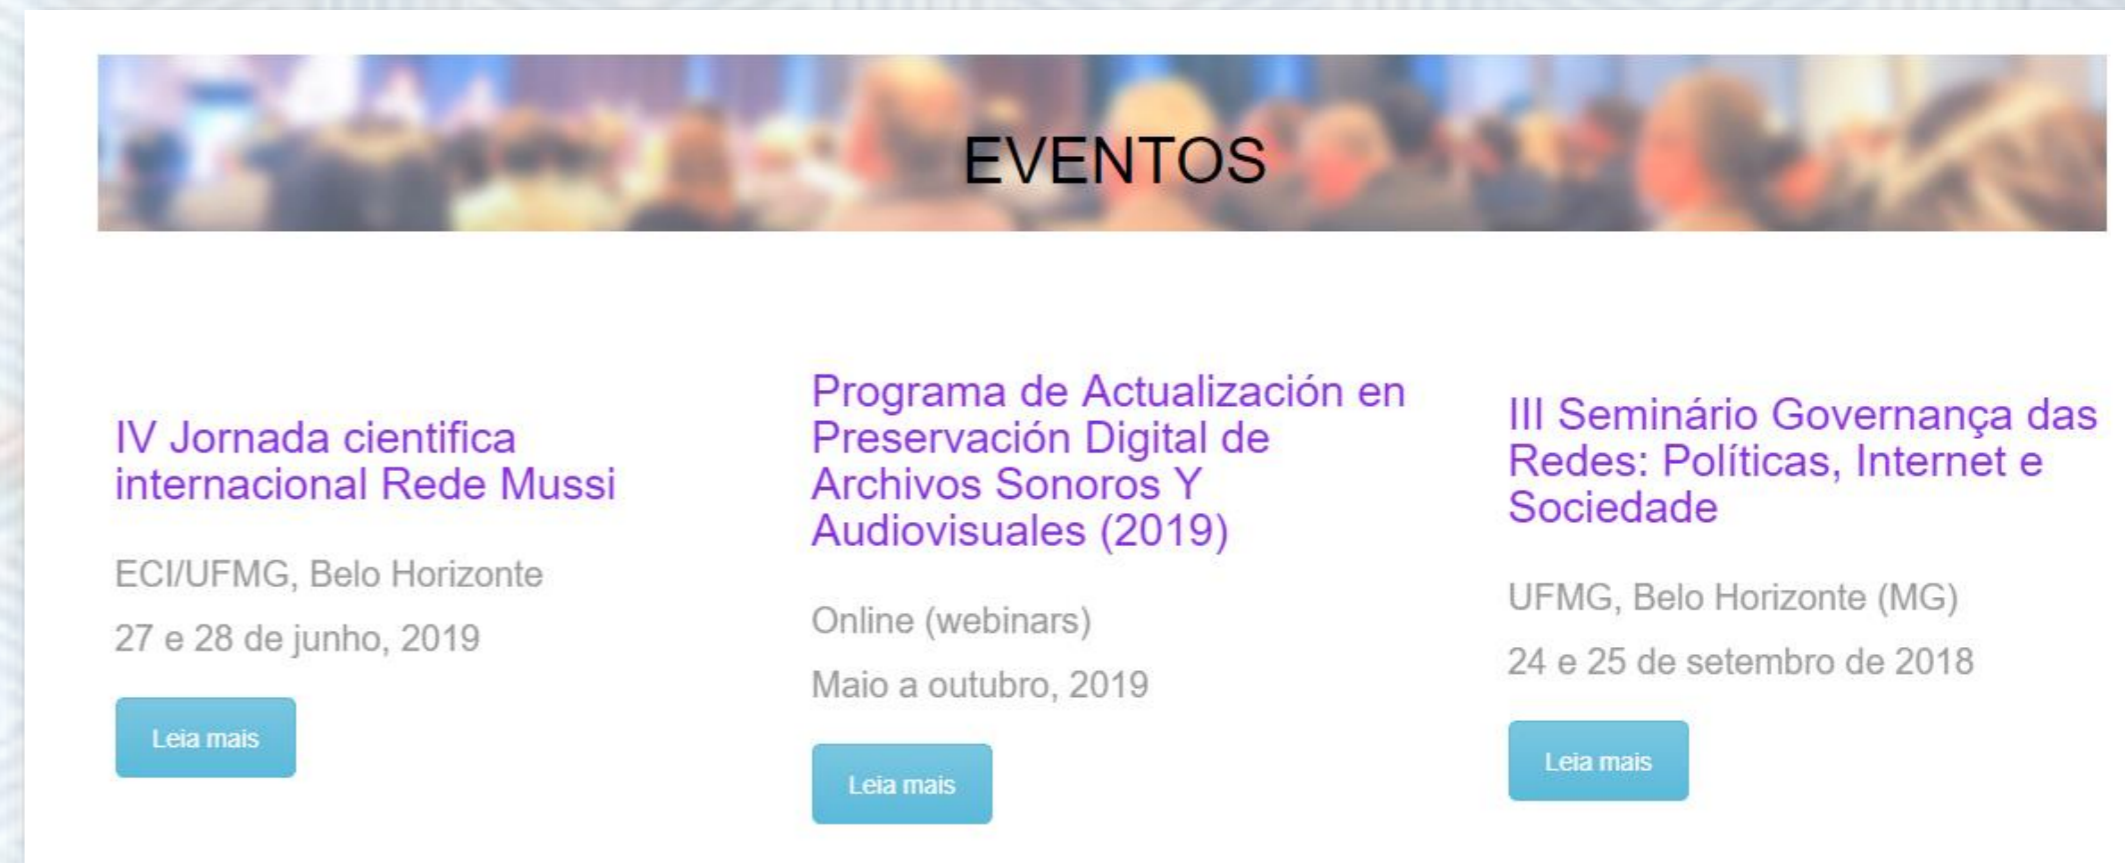 EVENTOS
IV Jornada cientifica
internacional Rede Mussi
ECI/UFMG, Belo Horizonte
27 e 28 de junho, 2019
Leia mais
Programa de Actualización en
Preservación Digital de
Archivos Sonoros Y
Audiovisuales (2019)
Online (webinars)
Maio a outubro, 2019
Leia mais
III Seminário Governança das
Redes: Políticas, Internet e
Sociedade
UFMG, Belo Horizonte (MG)
24 e 25 de setembro de 2018
Leia mais